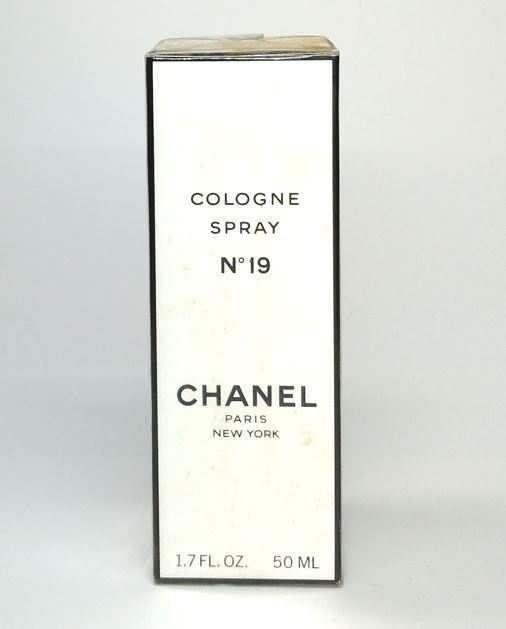 COLOGNE
SPRAY
N°19
CHANEL
PARIS
NEW YORK
1.7 FL. OZ. 50 ML